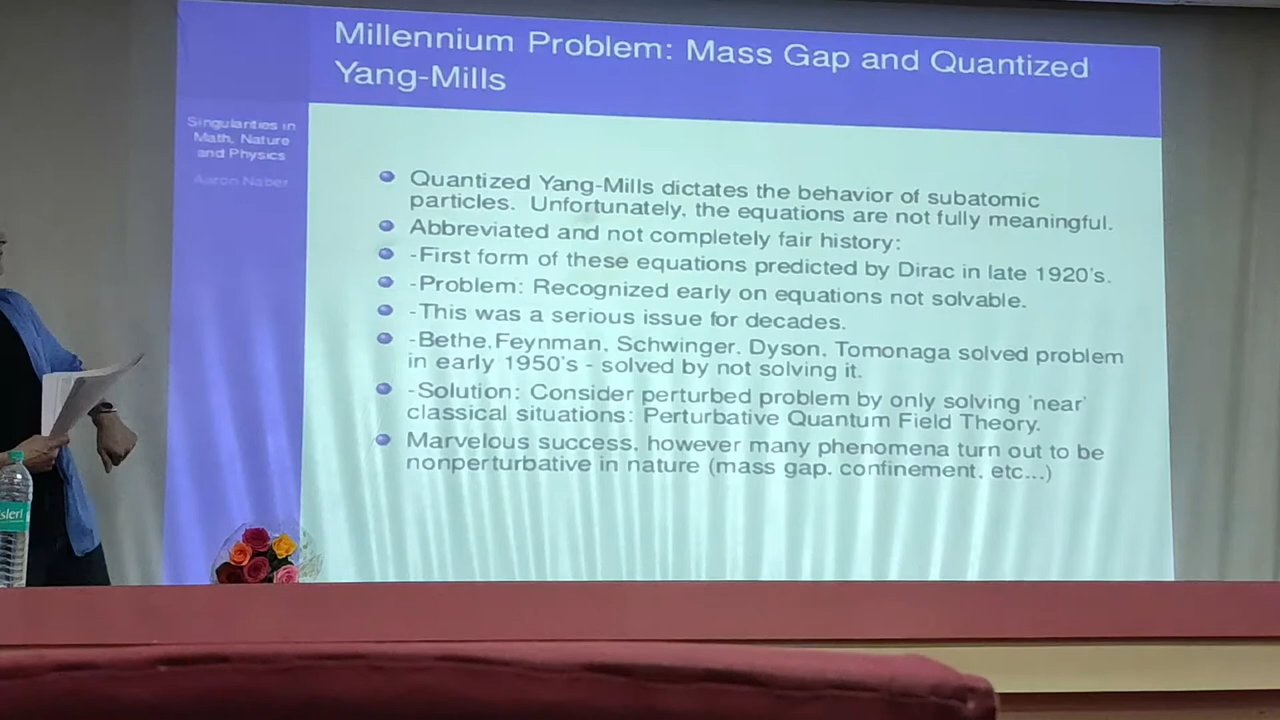 Millennium Problem: Mass Gap and Quantized
Yang-Mills
Singularities in
Math, Nature
and Physics
Aaron Naber
Quantized Yang-Mills dictates the behavior of subatomic
particles. Unfortunately, the equations are not fully meaningful.
Abbreviated and not completely fair history:
-First form of these equations predicted by Dirac in late 1920's.
-Problem: Recognized early on equations not solvable.
-This was a serious issue for decades.
-Bethe,Feynman, Schwinger, Dyson, Tomonaga solved problem
in early 1950's - solved by not solving it.
-Solution: Consider perturbed problem by only solving 'near'
classical situations: Perturbative Quantum Field Theory.
Marvelous success, however many phenomena turn out to be
nonperturbative in nature (mass gap, confinement, etc...)